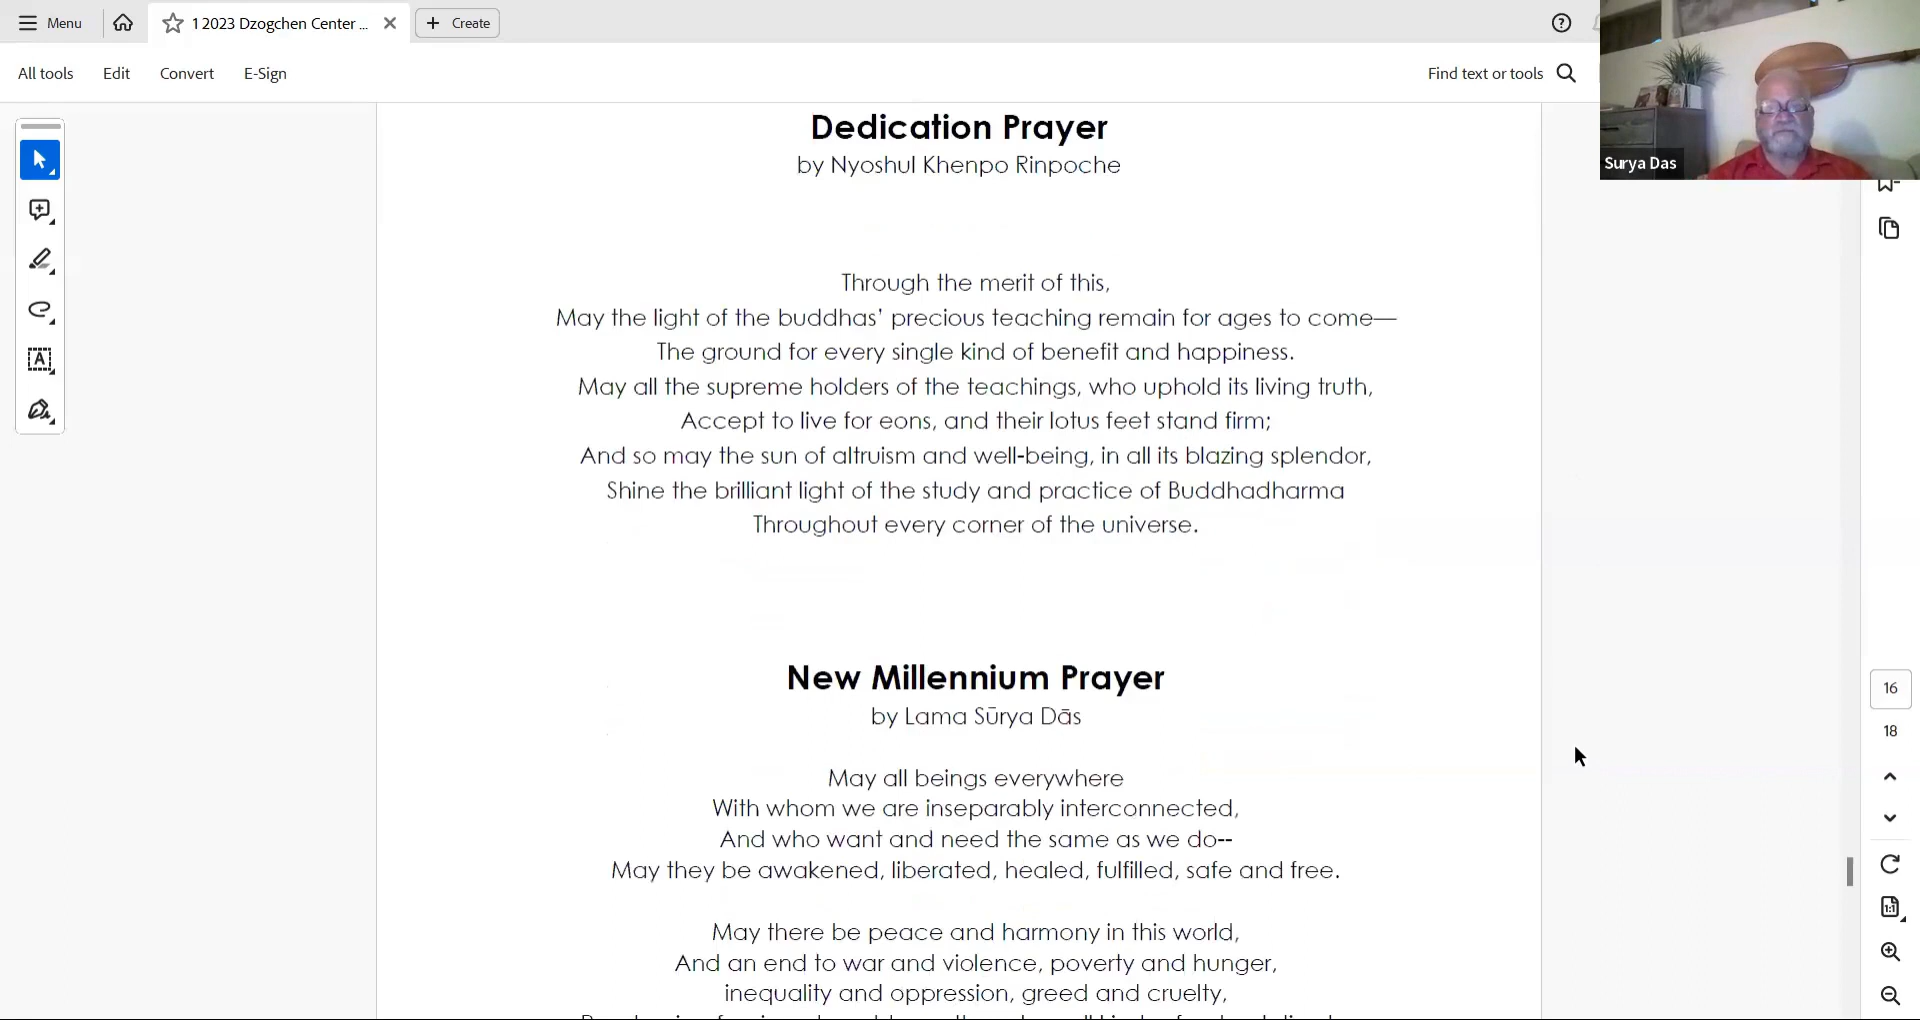 Menu
1 2023 Dzogchen Center ...
Create
All tools
Edit
Convert
E-Sign
Find text or tools
Surya Das
Dedication Prayer
by Nyoshul Khenpo Rinpoche
Through the merit of this,
May the light of the buddhas’ precious teaching remain for ages to come—
The ground for every single kind of benefit and happiness.
May all the supreme holders of the teachings, who uphold its living truth,
Accept to live for eons, and their lotus feet stand firm;
And so may the sun of altruism and well-being, in all its blazing splendor,
Shine the brilliant light of the study and practice of Buddhadharma
Throughout every corner of the universe.
New Millennium Prayer
by Lama Sūrya Dās
May all beings everywhere
With whom we are inseparably interconnected,
And who want and need the same as we do--
May they be awakened, liberated, healed, fulfilled, safe and free.
May there be peace and harmony in this world,
And an end to war and violence, poverty and hunger,
inequality and oppression, greed and cruelty,
16
18